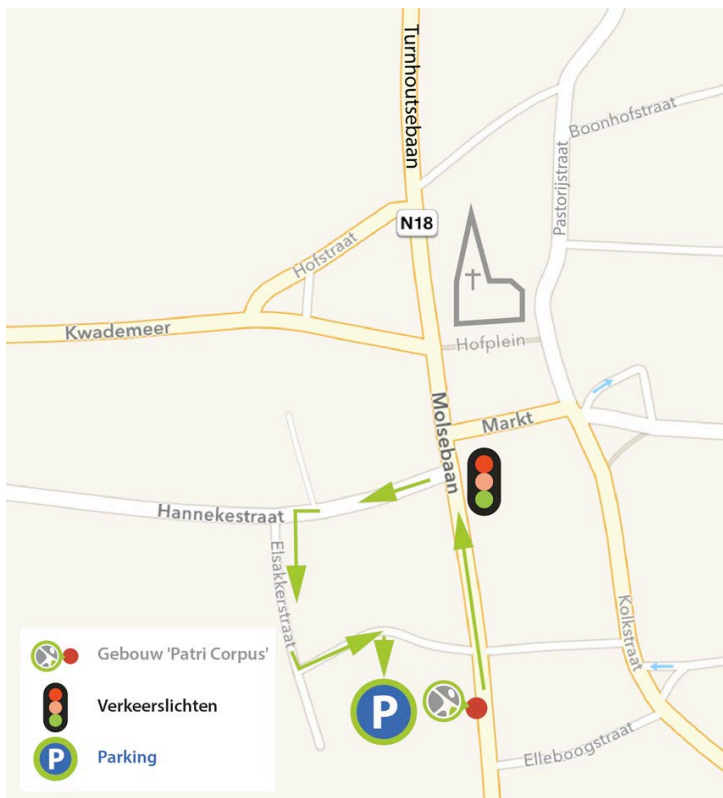 Turnhoutsebaan
Boonhofstraat
Pastorijstraat
N18
Hofstraat
Kwademeer
Hofplein
Molsebaan
Markt
Hannekestraat
Elsakkerstraat
Kolkstraat
Gebouw 'Patri Corpus'
Verkeerslichten
P
Elleboogstraat
P Parking